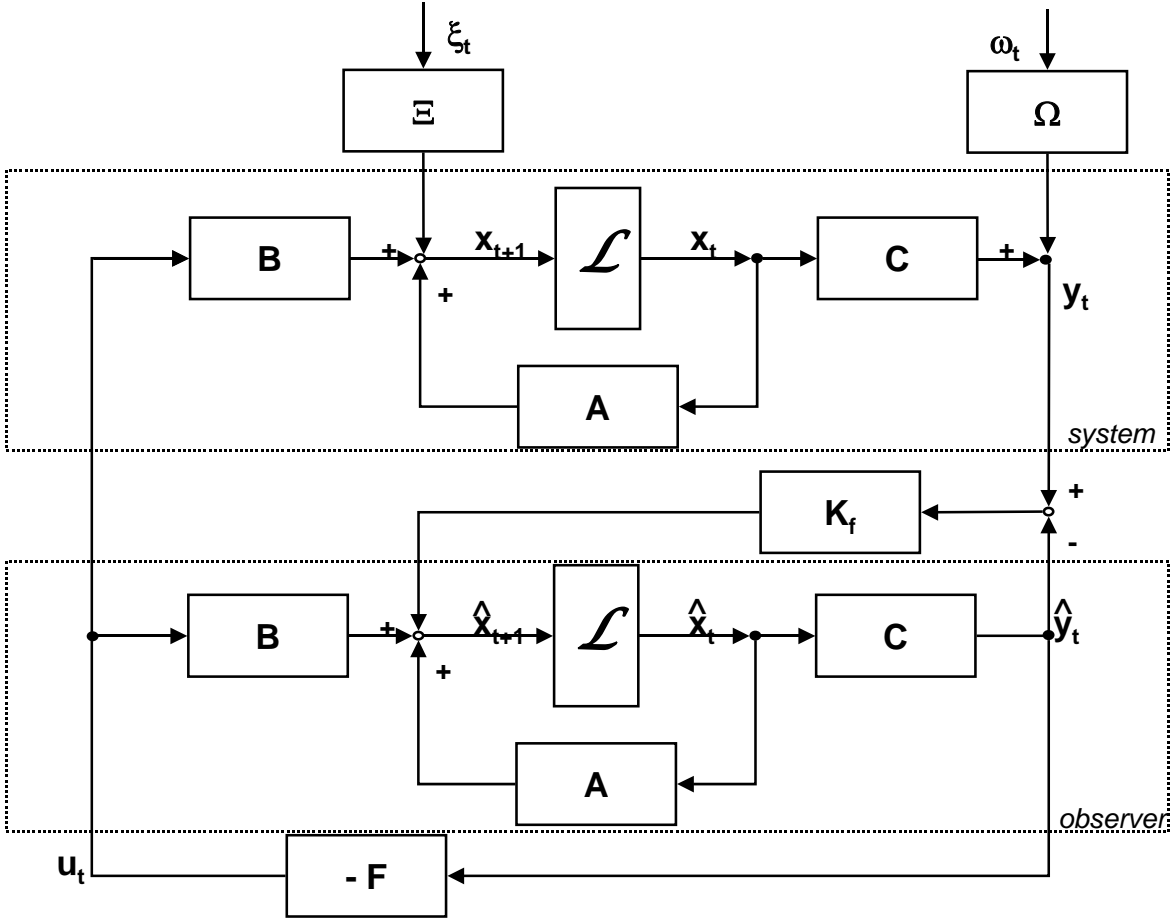 ξt ωt
Ξ Ω
B + xt+1 ℒ xt C +
+ yt
A
system
Kf +
-
B + x̂t+1 ℒ x̂t C ŷt
+
A
observer
ut - F